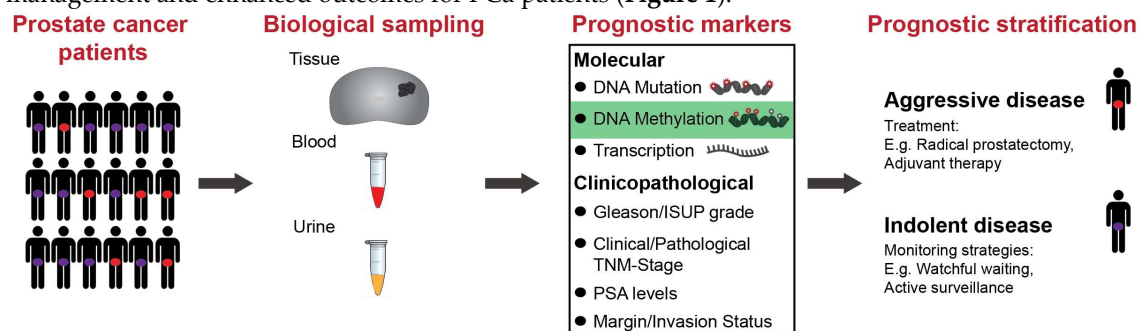 management and enhanced outcomes for PCa patients (Figure 1).
Prostate cancer
patients
Biological sampling
Tissue
Blood
Urine
Prognostic markers
Molecular
● DNA Mutation
● DNA Methylation
● Transcription
Clinicopathological
● Gleason/ISUP grade
● Clinical/Pathological
TNM-Stage
● PSA levels
● Margin/Invasion Status
Prognostic stratification
Aggressive disease
Treatment:
E.g. Radical prostatectomy,
Adjuvant therapy
Indolent disease
Monitoring strategies:
E.g. Watchful waiting,
Active surveillance